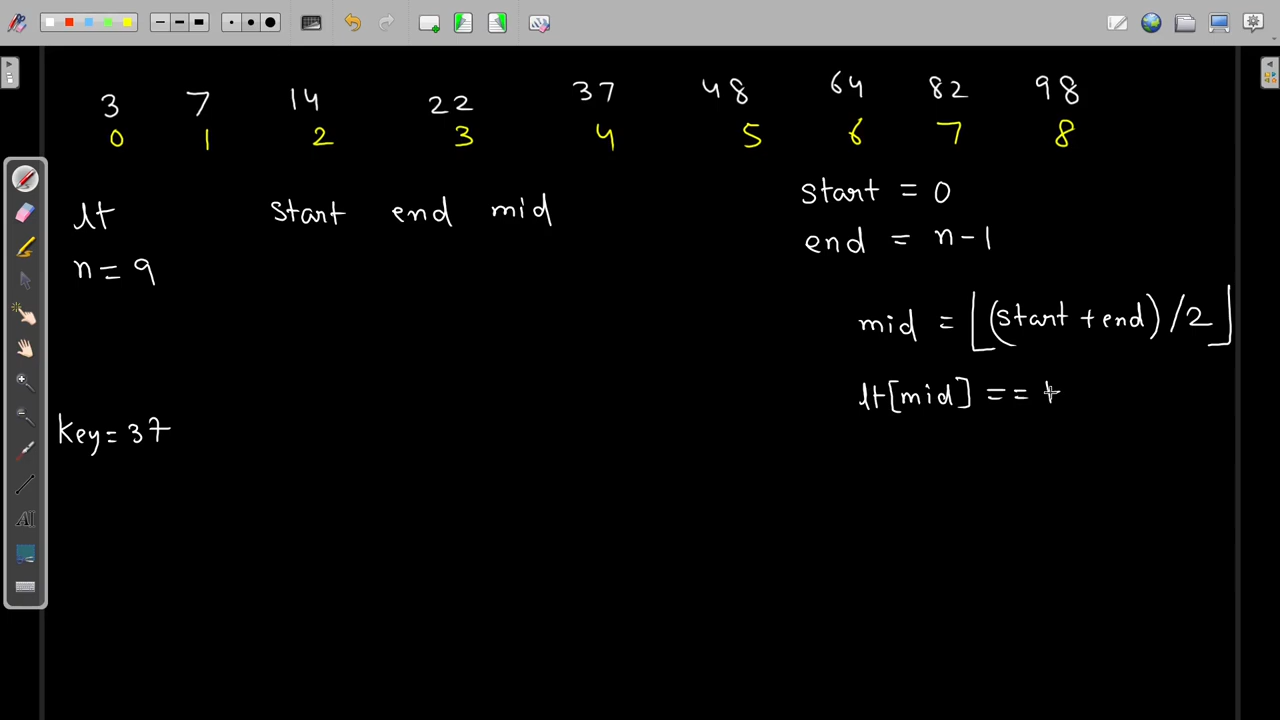 3 7 14 22 37 48 64 82 98
0 1 2 3 4 5 6 7 8
lt start end mid start = 0
n = 9 end = n-1
mid = ⌊(start + end)/2⌋
lt[mid] ==
key = 37